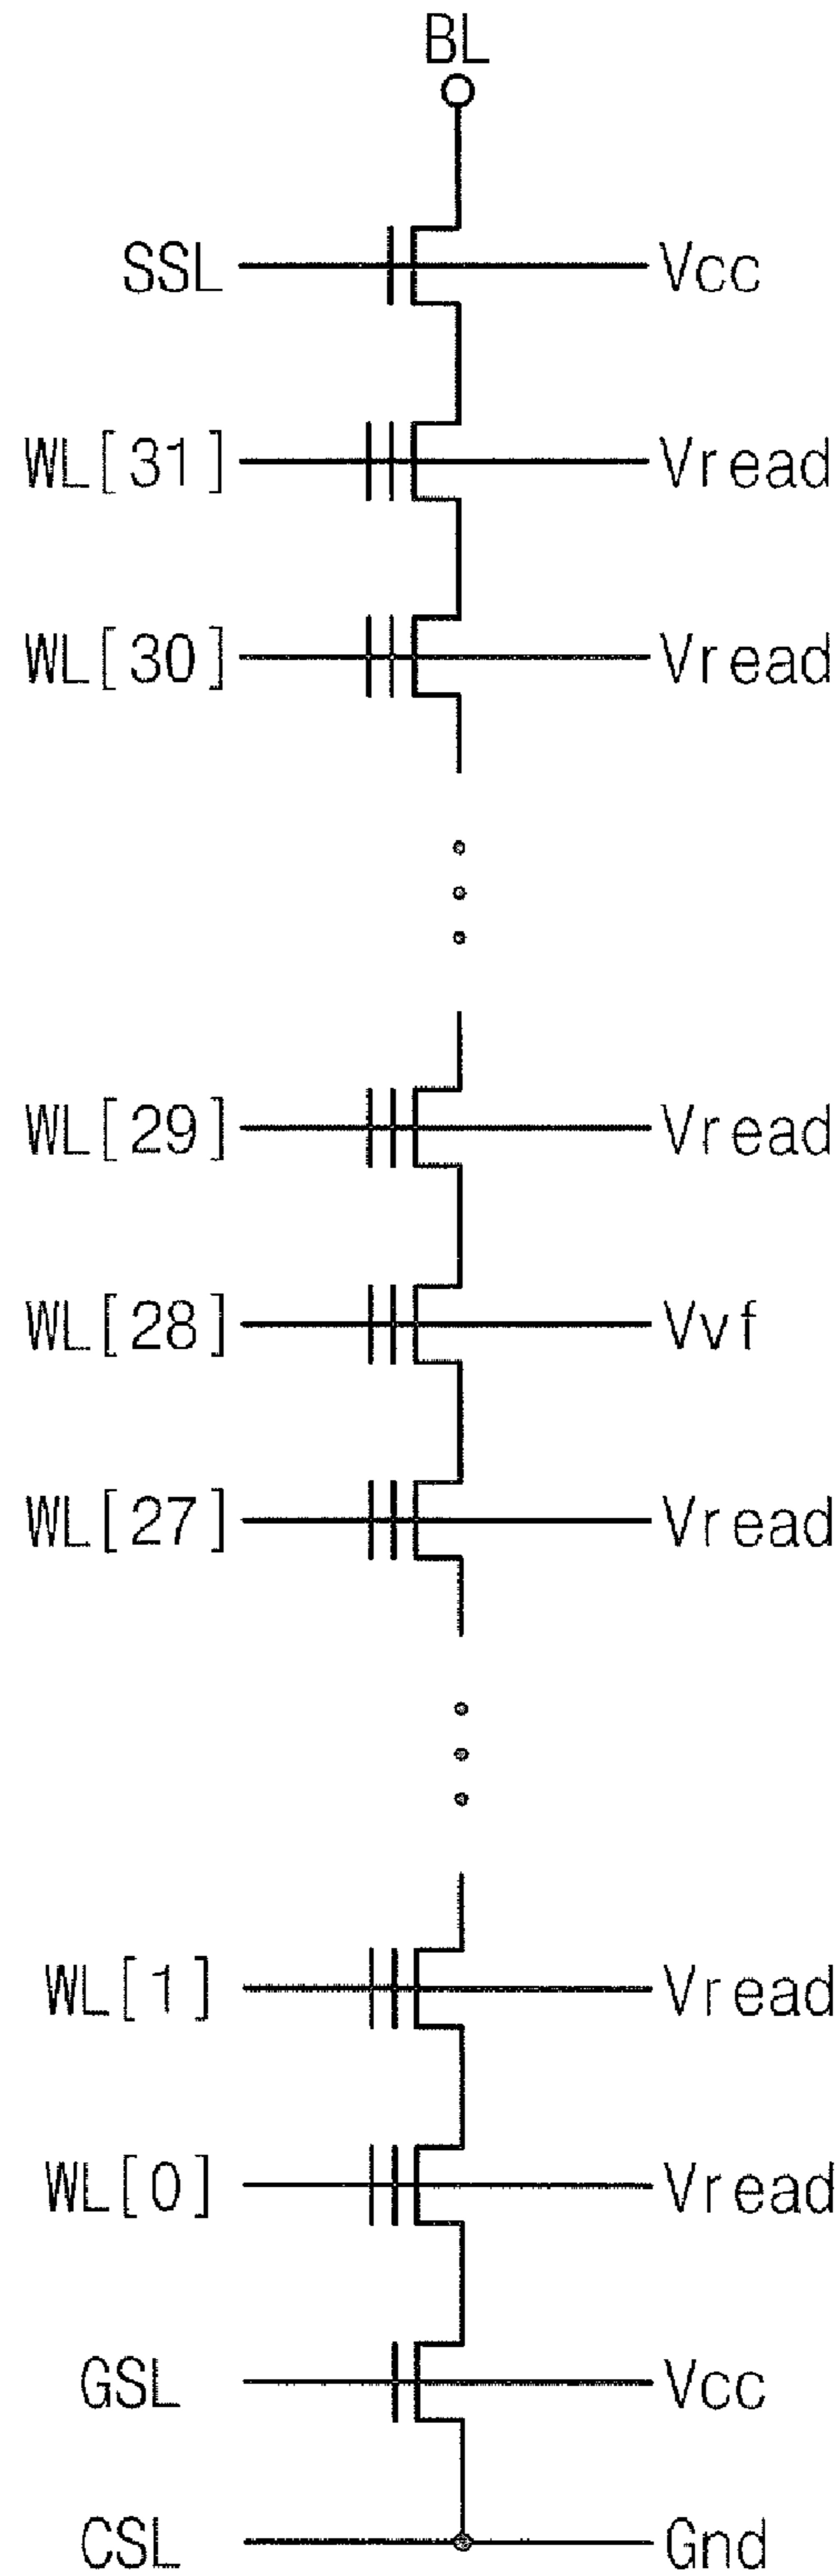 BL
SSL Vcc
WL[31] Vread
WL[30] Vread
WL[29] Vread
WL[28] Vvf
WL[27] Vread
WL[1] Vread
WL[0] Vread
GSL Vcc
CSL Gnd